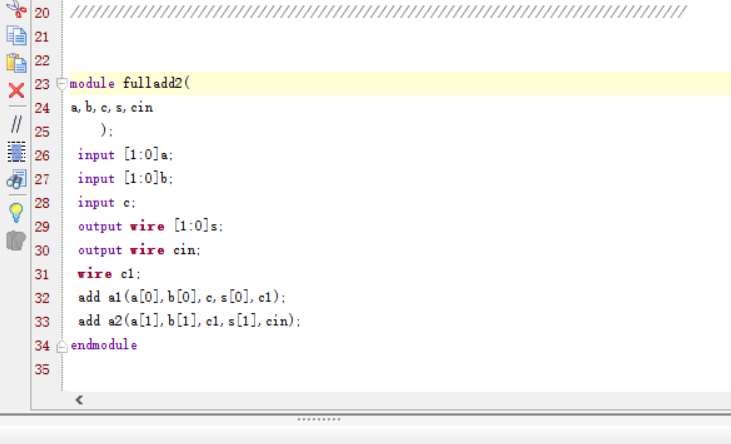 20 //////////////////////////////////////////////////////////////////////////////////
21
22
23 module fulladd2(
24 a,b,c,s,cin
25     );
26 input [1:0]a;
27 input [1:0]b;
28 input c;
29 output wire [1:0]s;
30 output wire cin;
31 wire c1;
32 add a1(a[0],b[0],c,s[0],c1);
33 add a2(a[1],b[1],c1,s[1],cin);
34 endmodule
35